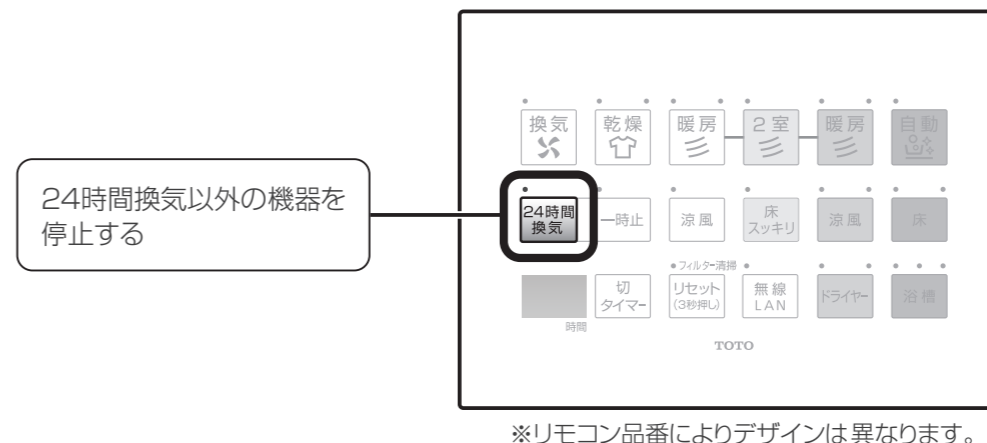 換気 乾燥 暖房 2室 暖房 自動
24時間換気以外の機器を
停止する
24時間
換気
一時止 涼風 床
スッキリ
涼風 床
フィルター清掃
切
タイマー
リセット
(3秒押し)
無線
LAN
ドライヤー 浴槽
時間
TOTO
※リモコン品番によりデザインは異なります。